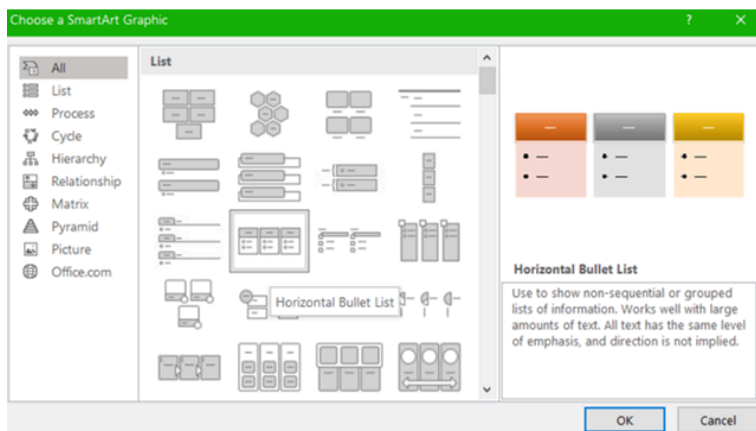 Choose a SmartArt Graphic
All
List
Process
Cycle
Hierarchy
Relationship
Matrix
Pyramid
Picture
Office.com
List
Horizontal Bullet List
Horizontal Bullet List
Use to show non-sequential or grouped
lists of information. Works well with large
amounts of text. All text has the same level
of emphasis, and direction is not implied.
OK
Cancel